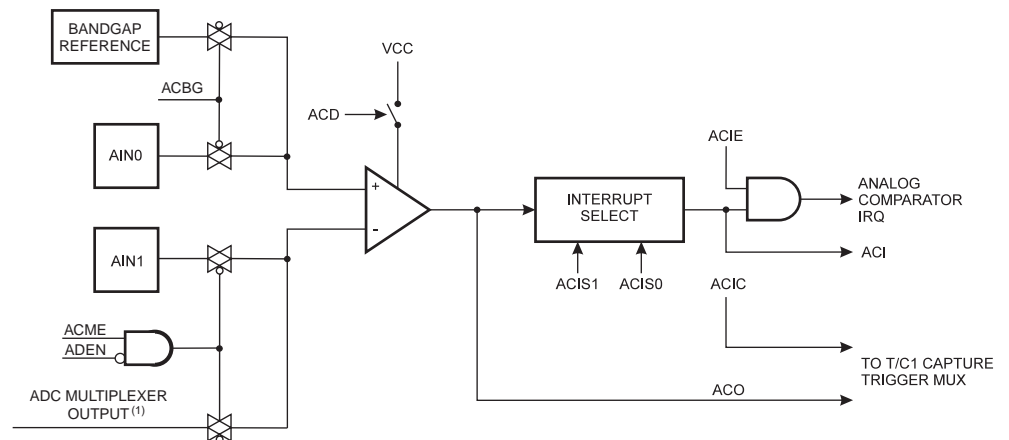 BANDGAP
REFERENCE
ACBG
AIN0
VCC
ACD
+
-
AIN1
ACME
ADEN
ADC MULTIPLEXER
OUTPUT (1)
INTERRUPT
SELECT
ACIS1 ACIS0
ACIE
ANALOG
COMPARATOR
IRQ
ACI
ACIC
TO T/C1 CAPTURE
TRIGGER MUX
ACO